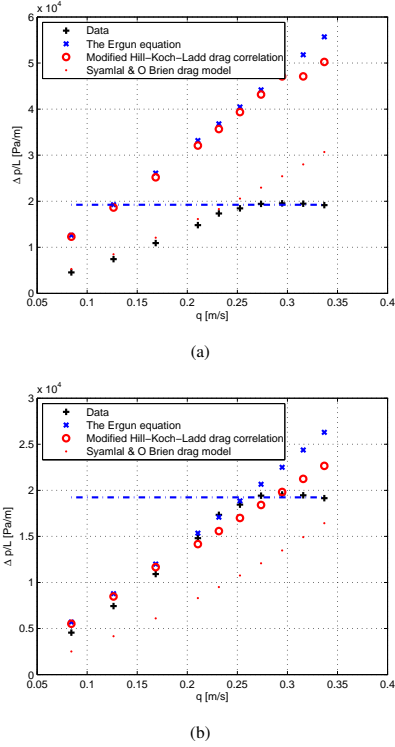 x 10^4
6
5
4
3
2
1
0
Δ p/L [Pa/m]
Data
The Ergun equation
Modified Hill−Koch−Ladd drag correlation
Syamlal & O Brien drag model
0.05 0.1 0.15 0.2 0.25 0.3 0.35 0.4
q [m/s]
(a)
x 10^4
3
2.5
2
1.5
1
0.5
0
Δ p/L [Pa/m]
Data
The Ergun equation
Modified Hill−Koch−Ladd drag correlation
Syamlal & O Brien drag model
0.05 0.1 0.15 0.2 0.25 0.3 0.35 0.4
q [m/s]
(b)